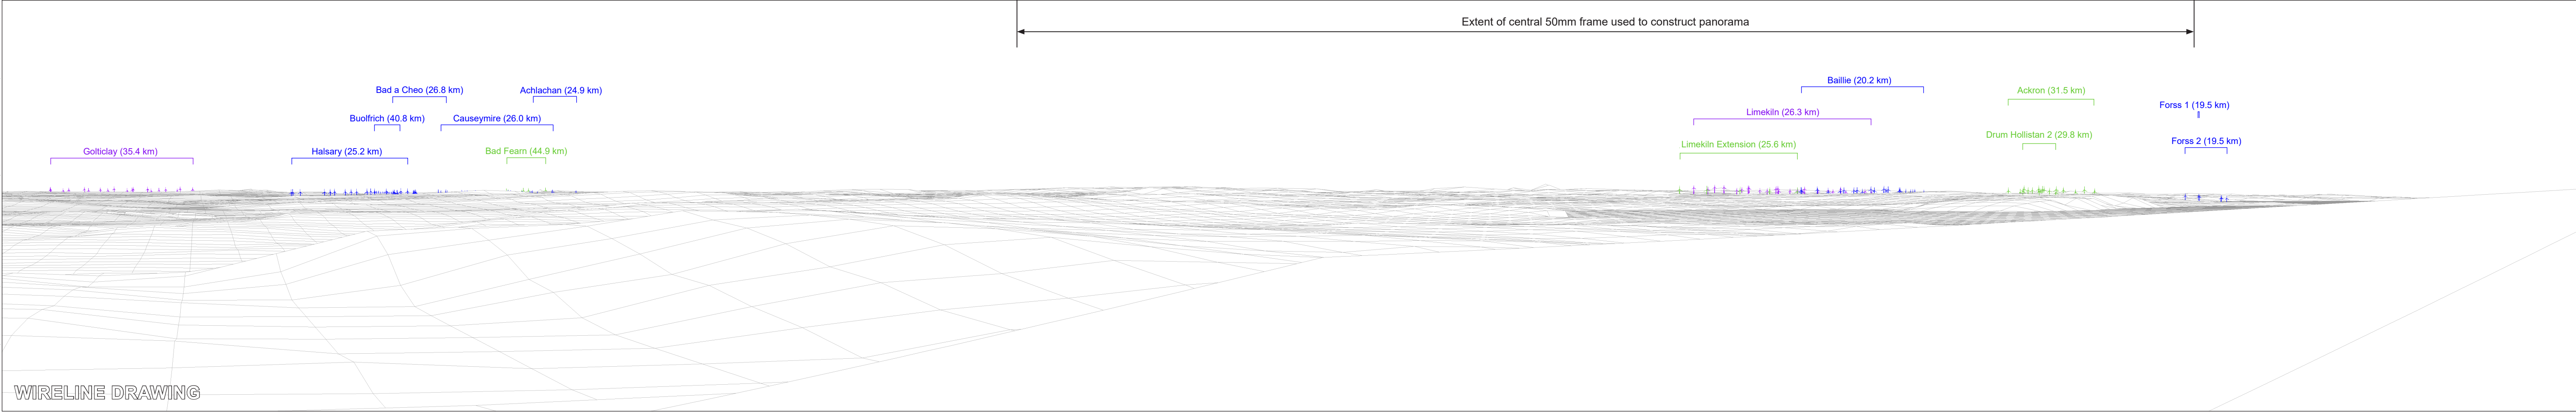 Extent of central 50mm frame used to construct panorama
Bad a Cheo (26.8 km)
Achlachan (24.9 km)
Buolfrich (40.8 km)
Causeymire (26.0 km)
Golticlay (35.4 km)
Halsary (25.2 km)
Bad Fearn (44.9 km)
Baillie (20.2 km)
Limekiln (26.3 km)
Limekiln Extension (25.6 km)
Ackron (31.5 km)
Drum Hollistan 2 (29.8 km)
Forss 1 (19.5 km)
Forss 2 (19.5 km)
WIRELINE DRAWING